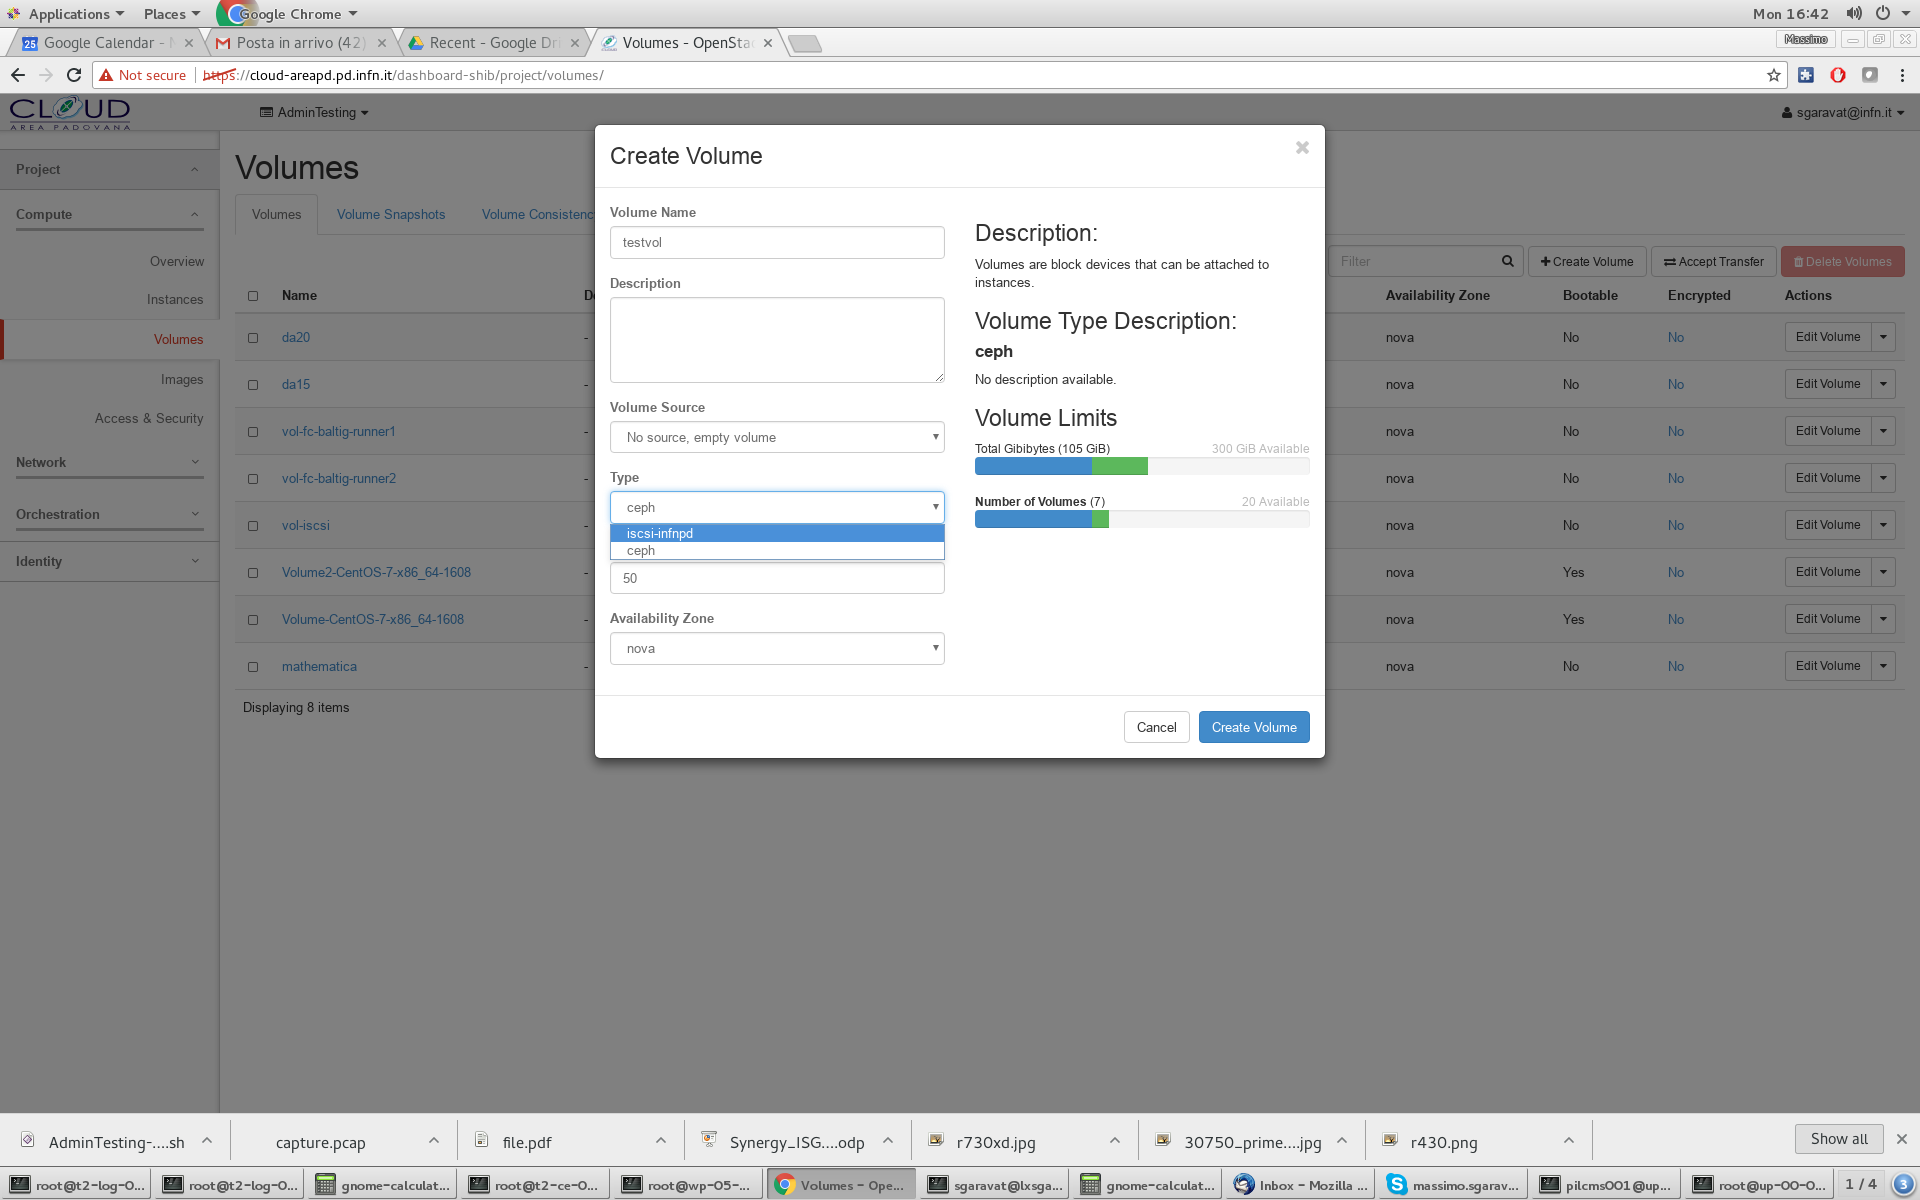 Applications Places Google Chrome Mon 16:42
Google Calendar - Posta in arrivo (42) Recent - Google Dri Volumes - OpenStac Massimo
Not secure https://cloud-areapd.pd.infn.it/dashboard-shib/project/volumes/
CLOUD
AREA PADOVANA
AdminTesting sgaravat@infn.it
Project
Compute
Overview
Instances
Volumes
Images
Access & Security
Network
Orchestration
Identity
Volumes
Volumes Volume Snapshots Volume Consistenc
Filter Create Volume Accept Transfer Delete Volumes
Name D Availability Zone Bootable Encrypted Actions
da20 - nova No No Edit Volume
da15 - nova No No Edit Volume
vol-fc-baltig-runner1 - nova No No Edit Volume
vol-fc-baltig-runner2 - nova No No Edit Volume
vol-iscsi - nova No No Edit Volume
Volume2-CentOS-7-x86_64-1608 - nova Yes No Edit Volume
Volume-CentOS-7-x86_64-1608 - nova Yes No Edit Volume
mathematica - nova No No Edit Volume
Displaying 8 items
Create Volume
Volume Name
testvol
Description
Volume Source
No source, empty volume
Type
ceph
iscsi-infnpd
ceph
50
Availability Zone
nova
Description:
Volumes are block devices that can be attached to
instances.
Volume Type Description:
ceph
No description available.
Volume Limits
Total Gibibytes (105 GiB) 300 GiB Available
Number of Volumes (7) 20 Available
Cancel Create Volume
AdminTesting-....sh capture.pcap file.pdf Synergy_ISG....odp r730xd.jpg 30750_prime....jpg r430.png Show all
root@t2-log-0... root@t2-log-0... gnome-calculat... root@t2-ce-0... root@wp-05-... Volumes - Ope... sgaravat@lxsga... gnome-calculat... Inbox - Mozilla ... massimo.sgarav... pilcms001@up... root@up-00-0... 1 / 4 3